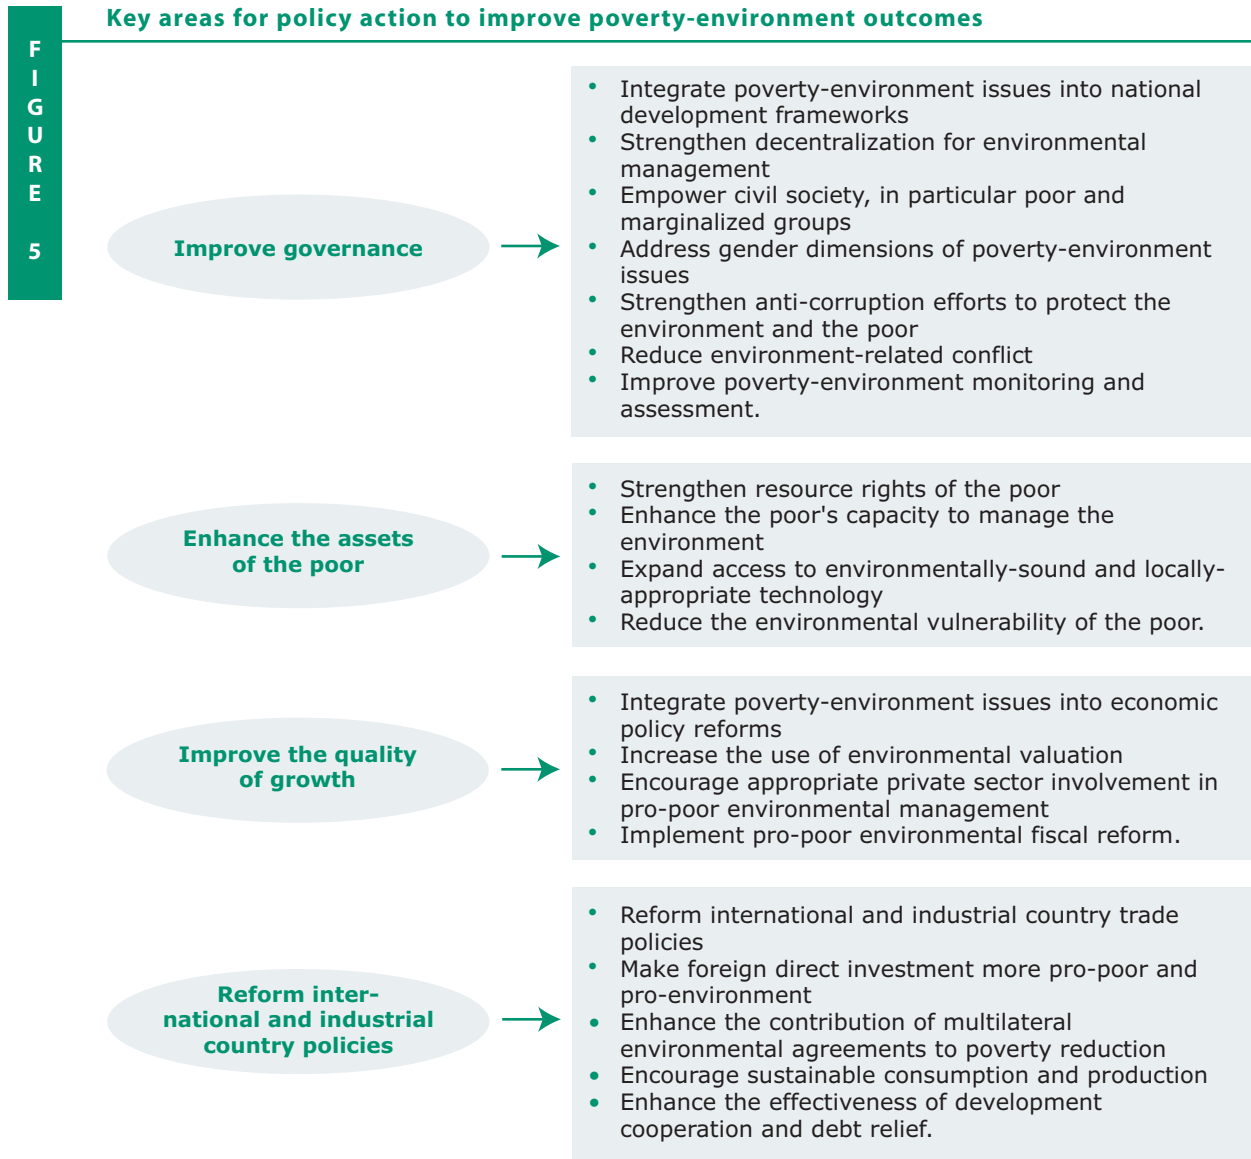 Key areas for policy action to improve poverty-environment outcomes
FIGURE 5
Improve governance
• Integrate poverty-environment issues into national
development frameworks
• Strengthen decentralization for environmental
management
• Empower civil society, in particular poor and
marginalized groups
• Address gender dimensions of poverty-environment
issues
• Strengthen anti-corruption efforts to protect the
environment and the poor
• Reduce environment-related conflict
• Improve poverty-environment monitoring and
assessment.
Enhance the assets
of the poor
• Strengthen resource rights of the poor
• Enhance the poor's capacity to manage the
environment
• Expand access to environmentally-sound and locally-
appropriate technology
• Reduce the environmental vulnerability of the poor.
Improve the quality
of growth
• Integrate poverty-environment issues into economic
policy reforms
• Increase the use of environmental valuation
• Encourage appropriate private sector involvement in
pro-poor environmental management
• Implement pro-poor environmental fiscal reform.
Reform inter-
national and industrial
country policies
• Reform international and industrial country trade
policies
• Make foreign direct investment more pro-poor and
pro-environment
• Enhance the contribution of multilateral
environmental agreements to poverty reduction
• Encourage sustainable consumption and production
• Enhance the effectiveness of development
cooperation and debt relief.